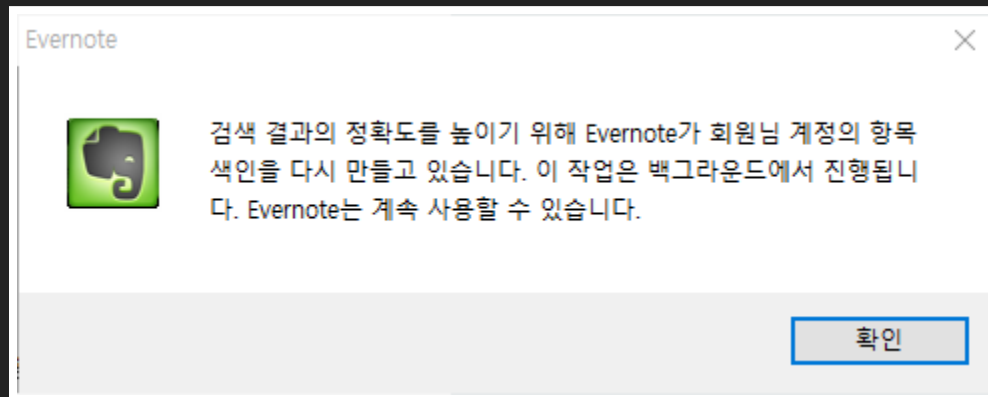 Evernote
검색 결과의 정확도를 높이기 위해 Evernote가 회원님 계정의 항목
색인을 다시 만들고 있습니다. 이 작업은 백그라운드에서 진행됩니
다. Evernote는 계속 사용할 수 있습니다.
확인